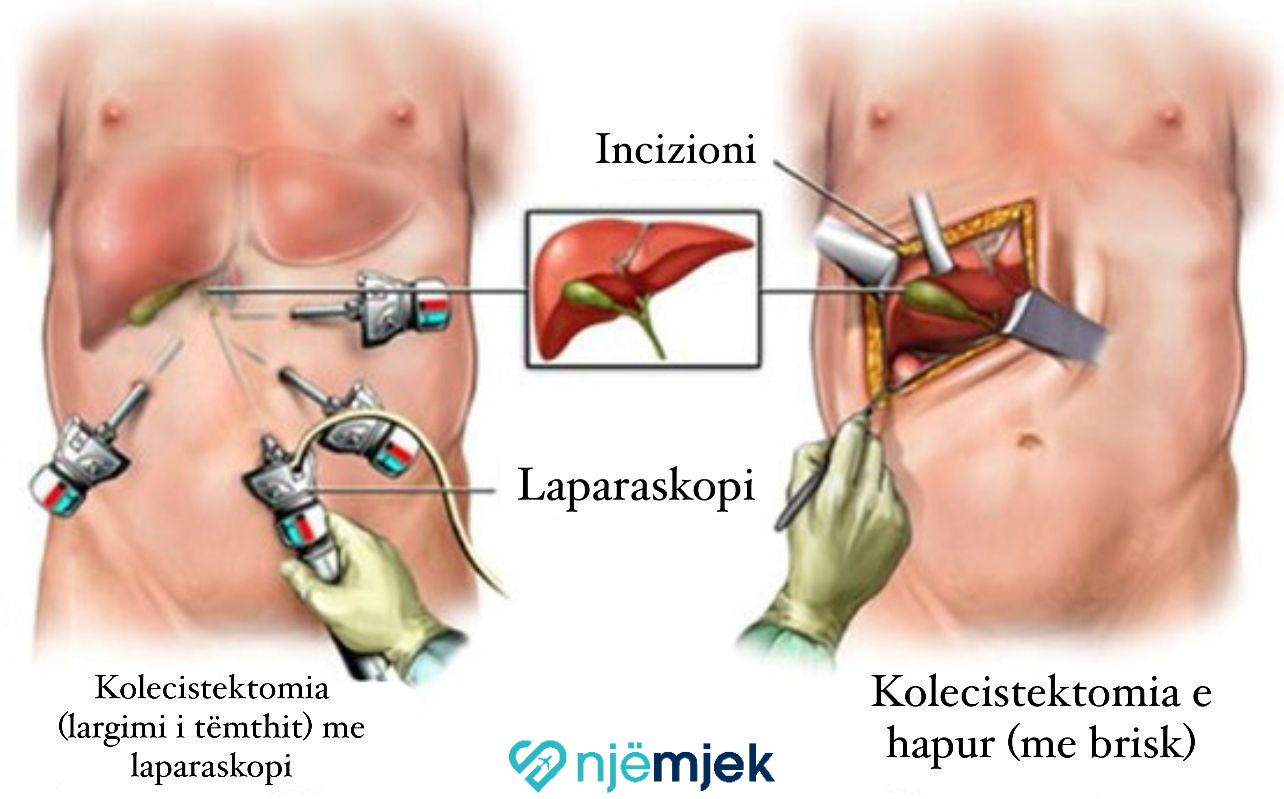 Incizioni
Laparaskopi
Kolecistektomia
(largimi i tëmthit) me
laparaskopi
Kolecistektomia e
hapur (me brisk)
njëmjek